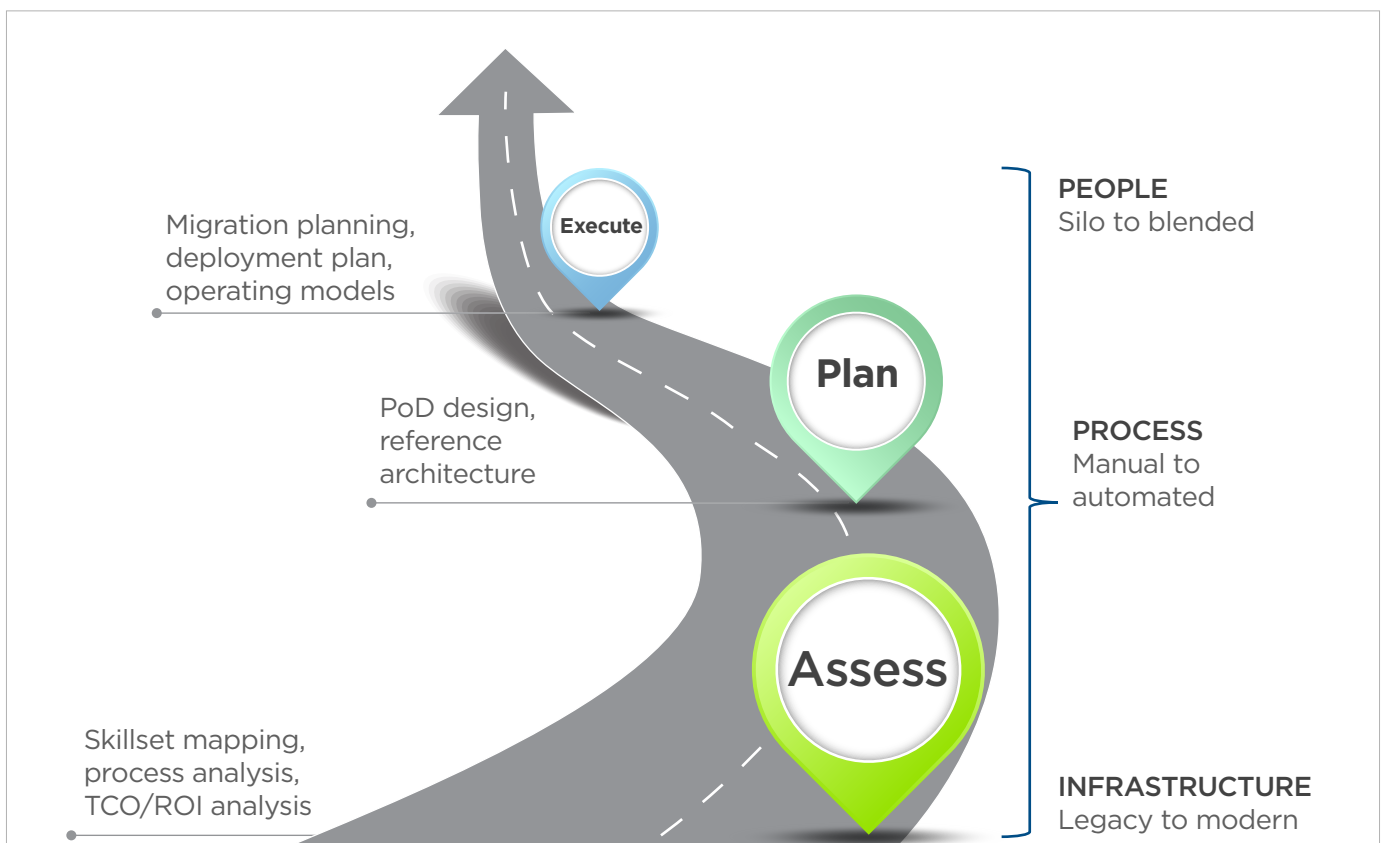 Execute
Migration planning,
deployment plan,
operating models
PEOPLE
Silo to blended
Plan
PoD design,
reference
architecture
PROCESS
Manual to
automated
Assess
Skillset mapping,
process analysis,
TCO/ROI analysis
INFRASTRUCTURE
Legacy to modern